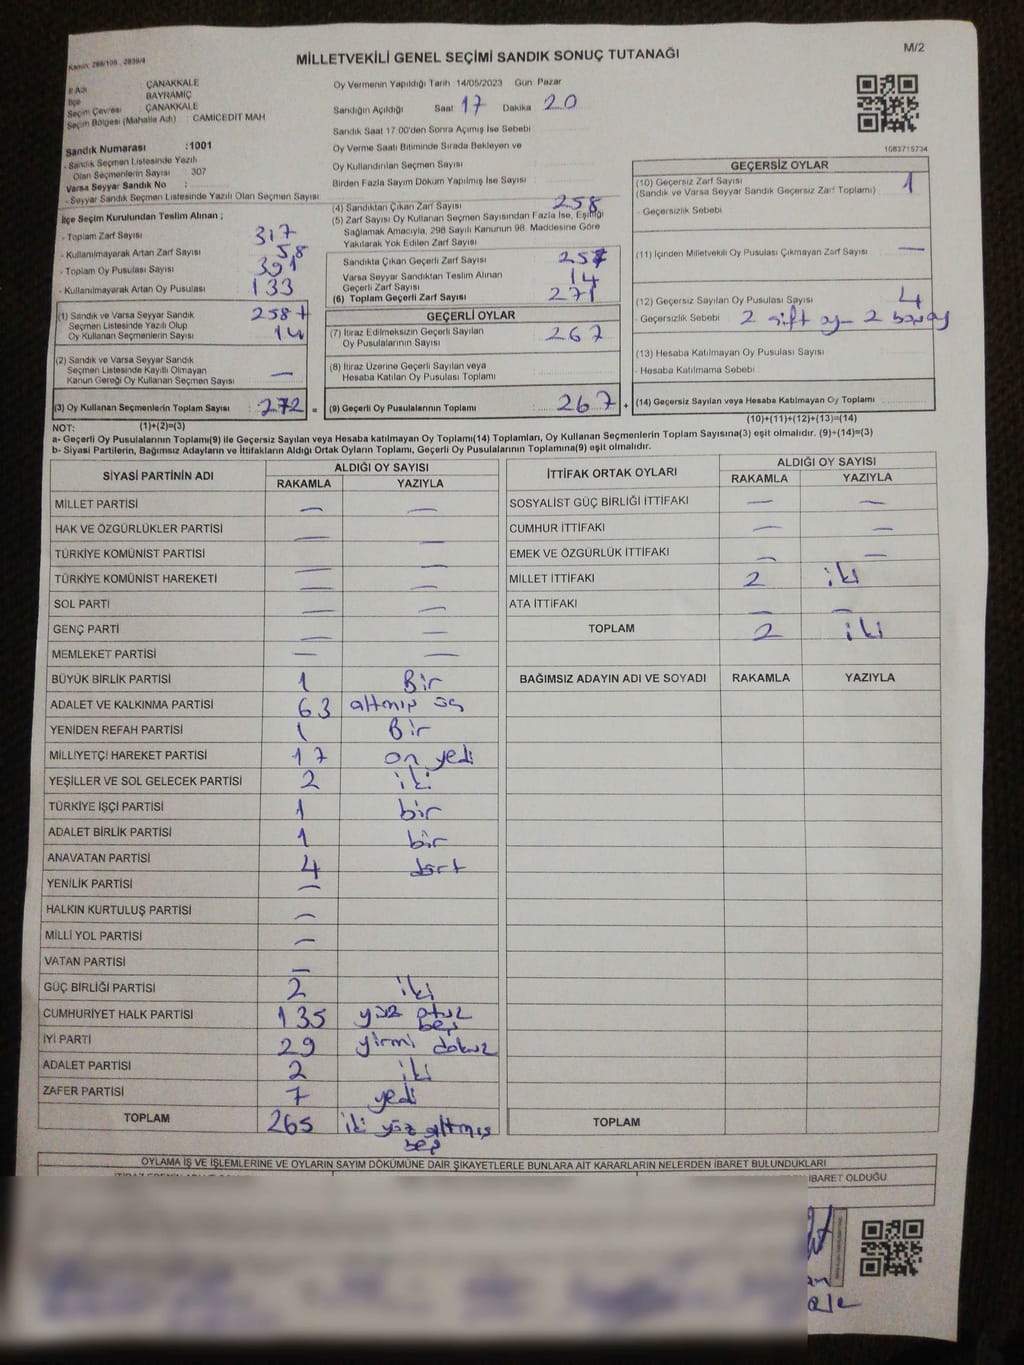 M/2
MİLLETVEKİLİ GENEL SEÇİMİ SANDIK SONUÇ TUTANAĞI
Kanun: 298/105 , 2839/4
İl Adı : ÇANAKKALE
İlçe : BAYRAMİÇ
Seçim Çevresi : ÇANAKKALE
Seçim Bölgesi (Mahalle Adı) : CAMİCEDİT MAH
Sandık Numarası :1001
- Sandık Seçmen Listesinde Yazılı
Olan Seçmenlerin Sayısı : 307
Varsa Seyyar Sandık No :
- Seyyar Sandık Seçmen Listesinde Yazılı Olan Seçmen Sayısı
İlçe Seçim Kurulundan Teslim Alınan ;
- Toplam Zarf Sayısı 317
- Kullanılmayarak Artan Zarf Sayısı 58
- Toplam Oy Pusulası Sayısı 391
- Kullanılmayarak Artan Oy Pusulası 133
(1) Sandık ve Varsa Seyyar Sandık 258 +
Seçmen Listesinde Yazılı Olup
Oy Kullanan Seçmenlerin Sayısı 14
(2) Sandık ve Varsa Seyyar Sandık
Seçmen Listesinde Kayıtlı Olmayan
Kanun Gereği Oy Kullanan Seçmen Sayısı —
(3) Oy Kullanan Seçmenlerin Toplam Sayısı 272 =
(1)+(2)=(3)
Oy Vermenin Yapıldığı Tarih 14/05/2023 Gün Pazar
Sandığın Açıldığı Saat 17 Dakika 20
Sandık Saat 17 00'den Sonra Açılmış İse Sebebi
Oy Verme Saati Bitiminde Sırada Bekleyen ve
Oy Kullandırılan Seçmen Sayısı
Birden Fazla Sayım Döküm Yapılmış İse Sayısı
(4) Sandıktan Çıkan Zarf Sayısı 258
(5) Zarf Sayısı Oy Kullanan Seçmen Sayısından Fazla İse, Eşitliği
Sağlamak Amacıyla, 298 Sayılı Kanunun 98. Maddesine Göre
Yakılarak Yok Edilen Zarf Sayısı
Sandıkta Çıkan Geçerli Zarf Sayısı 257
Varsa Seyyar Sandıktan Teslim Alınan
Geçerli Zarf Sayısı 14
(6) Toplam Geçerli Zarf Sayısı 271
GEÇERLİ OYLAR
(7) İtiraz Edilmeksizin Geçerli Sayılan
Oy Pusulalarının Sayısı 267
(8) İtiraz Üzerine Geçerli Sayılan veya
Hesaba Katılan Oy Pusulası Toplamı
(9) Geçerli Oy Pusulalarının Toplamı 267 +
1083715734
GEÇERSİZ OYLAR
(10) Geçersiz Zarf Sayısı
(Sandık ve Varsa Seyyar Sandık Geçersiz Zarf Toplamı) 1
- Geçersizlik Sebebi
(11) İçinden Milletvekili Oy Pusulası Çıkmayan Zarf Sayısı —
(12) Geçersiz Sayılan Oy Pusulası Sayısı 4
- Geçersizlik Sebebi 2 çift oy - 2 boş oy
(13) Hesaba Katılmayan Oy Pusulası Sayısı
- Hesaba Katılmama Sebebi
(14) Geçersiz Sayılan veya Hesaba Katılmayan Oy Toplamı
(10)+(11)+(12)+(13)=(14)
NOT:
a- Geçerli Oy Pusulalarının Toplamı(9) ile Geçersiz Sayılan veya Hesaba katılmayan Oy Toplamı(14) Toplamları, Oy Kullanan Seçmenlerin Toplam Sayısına(3) eşit olmalıdır. (9)+(14)=(3)
b- Siyasi Partilerin, Bağımsız Adayların ve İttifakların Aldığı Ortak Oyların Toplamı, Geçerli Oy Pusulalarının Toplamına(9) eşit olmalıdır.
SİYASİ PARTİNİN ADI ALDIĞI OY SAYISI
RAKAMLA YAZIYLA
MİLLET PARTİSİ — —
HAK VE ÖZGÜRLÜKLER PARTİSİ — —
TÜRKİYE KOMÜNİST PARTİSİ — —
TÜRKİYE KOMÜNİST HAREKETİ — —
SOL PARTİ — —
GENÇ PARTİ — —
MEMLEKET PARTİSİ — —
BÜYÜK BİRLİK PARTİSİ 1 Bir
ADALET VE KALKINMA PARTİSİ 63 altmış üç
YENİDEN REFAH PARTİSİ 1 Bir
MİLLİYETÇİ HAREKET PARTİSİ 17 on yedi
YEŞİLLER VE SOL GELECEK PARTİSİ 2 iki
TÜRKİYE İŞÇİ PARTİSİ 1 bir
ADALET BİRLİK PARTİSİ 1 bir
ANAVATAN PARTİSİ 4 dört
YENİLİK PARTİSİ —
HALKIN KURTULUŞ PARTİSİ —
MİLLİ YOL PARTİSİ —
VATAN PARTİSİ —
GÜÇ BİRLİĞİ PARTİSİ 2 iki
CUMHURİYET HALK PARTİSİ 135 yüz otuz beş
İYİ PARTİ 29 yirmi dokuz
ADALET PARTİSİ 2 iki
ZAFER PARTİSİ 7 yedi
TOPLAM 265 iki yüz altmış beş
İTTİFAK ORTAK OYLARI ALDIĞI OY SAYISI
RAKAMLA YAZIYLA
SOSYALİST GÜÇ BİRLİĞİ İTTİFAKI — —
CUMHUR İTTİFAKI — —
EMEK VE ÖZGÜRLÜK İTTİFAKI — —
MİLLET İTTİFAKI 2 iki
ATA İTTİFAKI — —
TOPLAM 2 iki
BAĞIMSIZ ADAYIN ADI VE SOYADI RAKAMLA YAZIYLA
TOPLAM
OYLAMA İŞ VE İŞLEMLERİNE VE OYLARIN SAYIM DÖKÜMÜNE DAİR ŞİKAYETLERLE BUNLARA AİT KARARLARIN NELERDEN İBARET BULUNDUKLARI
İBARET OLDUĞU